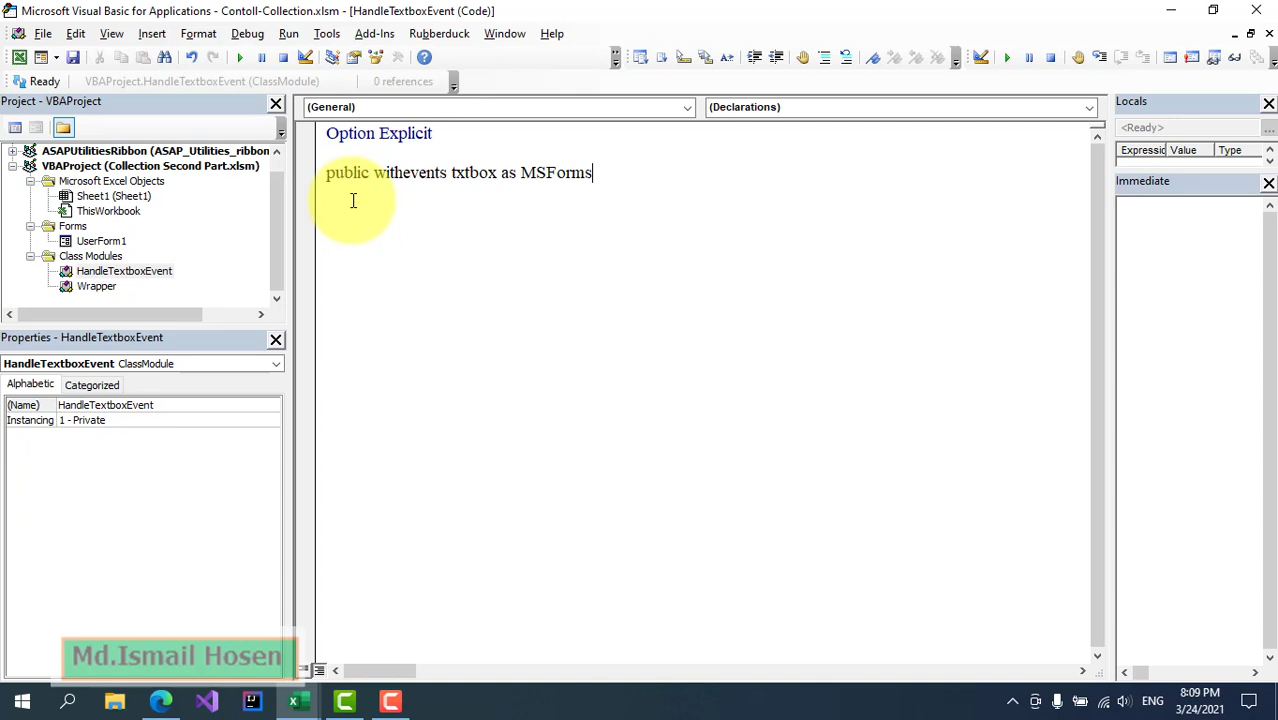 Microsoft Visual Basic for Applications - Contoll-Collection.xlsm - [HandleTextboxEvent (Code)]
File Edit View Insert Format Debug Run Tools Add-Ins Rubberduck Window Help
Ready VBAProject.HandleTextboxEvent (ClassModule) 0 references
Project - VBAProject
ASAPUtilitiesRibbon (ASAP_Utilities_ribbon
VBAProject (Collection Second Part.xlsm)
Microsoft Excel Objects
Sheet1 (Sheet1)
ThisWorkbook
Forms
UserForm1
Class Modules
HandleTextboxEvent
Wrapper
Properties - HandleTextboxEvent
HandleTextboxEvent ClassModule
Alphabetic Categorized
(Name) HandleTextboxEvent
Instancing 1 - Private
(General) (Declarations)
Option Explicit
public withevents txtbox as MSForms
Locals
<Ready>
...
Expressic Value Type
Immediate
Md.Ismail Hosen
ENG
8:09 PM
3/24/2021